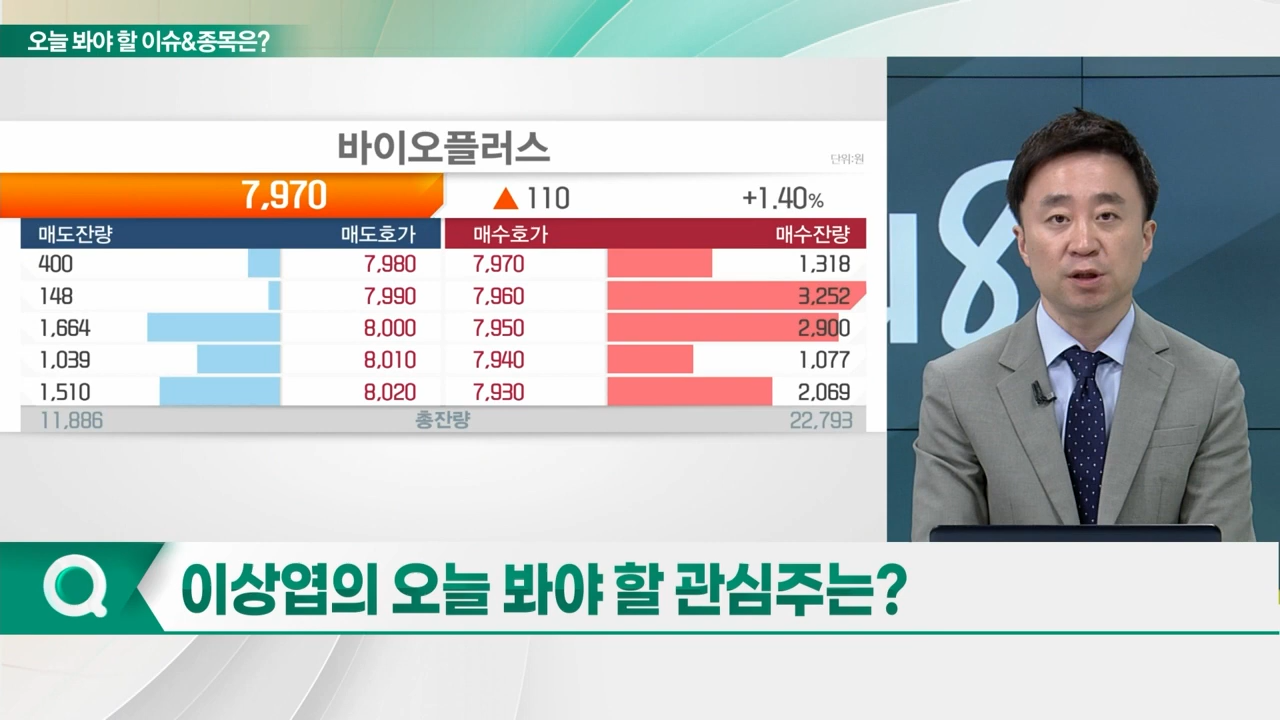 오늘 봐야 할 이슈&종목은?
바이오플러스
단위:원
7,970 ▲ 110 +1.40%
매도잔량 매도호가 매수호가 매수잔량
400 7,980 7,970 1,318
148 7,990 7,960 3,252
1,664 8,000 7,950 2,900
1,039 8,010 7,940 1,077
1,510 8,020 7,930 2,069
11,886 총잔량 22,793
이상엽의 오늘 봐야 할 관심주는?